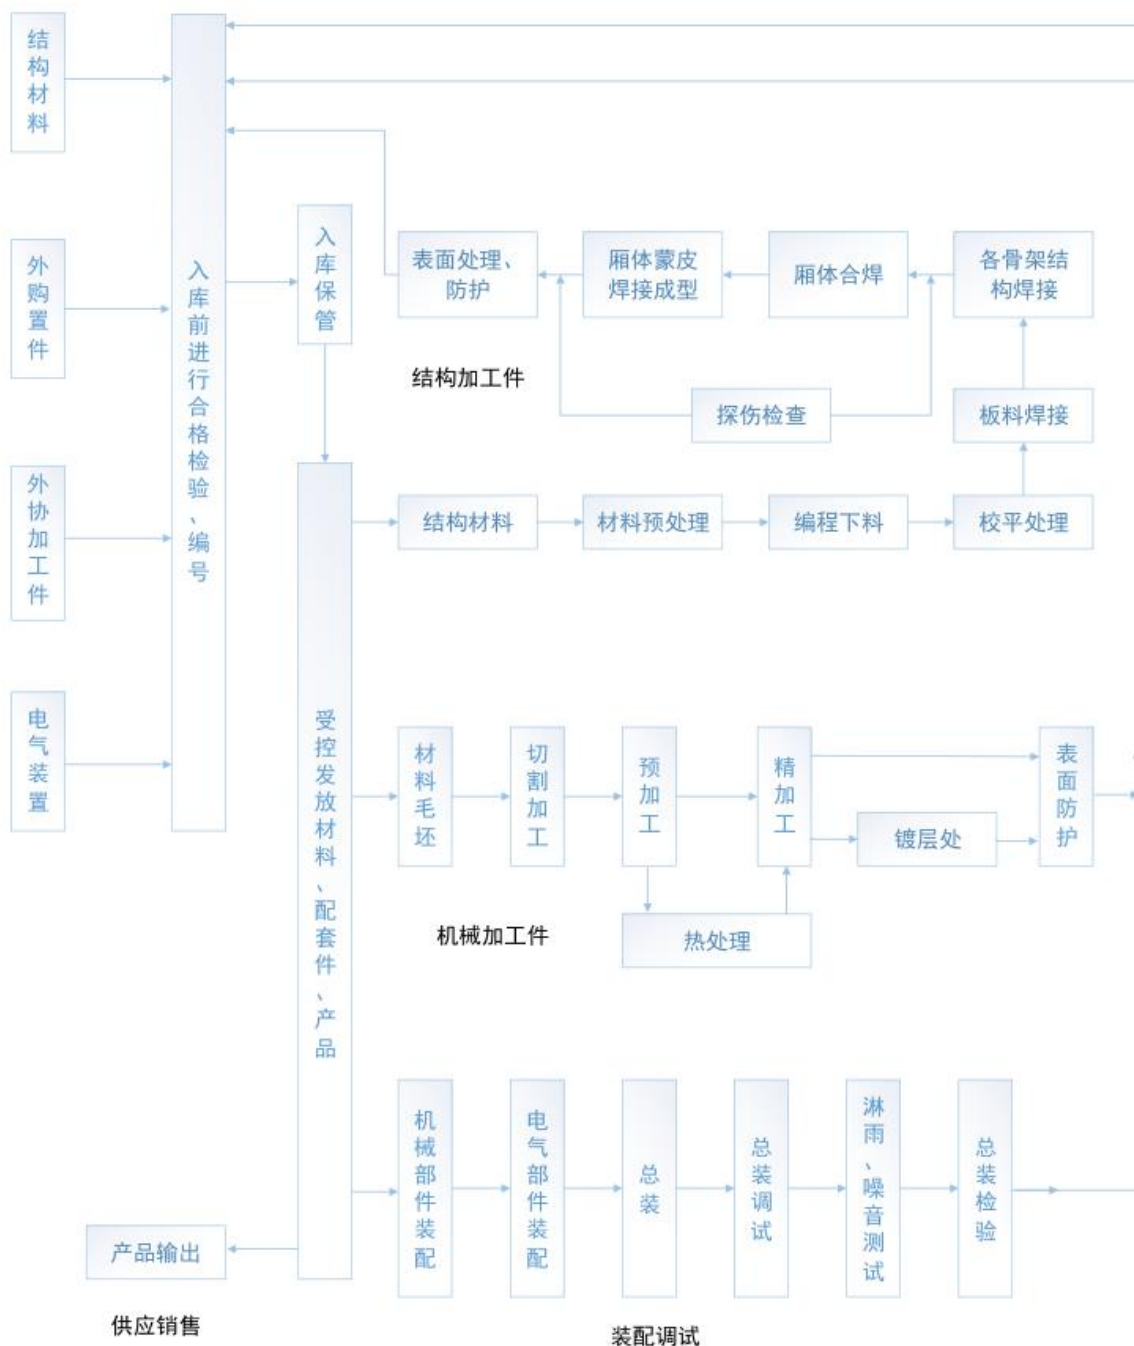 结构材料
外购置件
外协加工件
电气装置
入库前进行合格检验、编号
入库保管
表面处理、
防护
厢体蒙皮
焊接成型
厢体合焊
各骨架结
构焊接
结构加工件
探伤检查
板料焊接
结构材料
材料预处理
编程下料
校平处理
受控发放材料、配套件、产品
材料毛坯
切割加工
预加工
精加工
镀层处
表面防护
热处理
机械加工件
机械部件装配
电气部件装配
总装
总装调试
淋雨、噪音测试
总装检验
产品输出
供应销售
装配调试